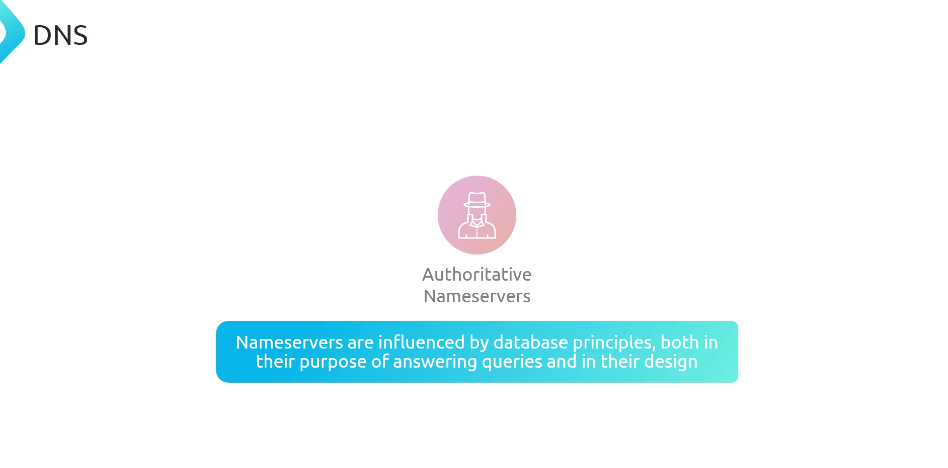 DNS
Authoritative
Nameservers
Nameservers are influenced by database principles, both in
their purpose of answering queries and in their design